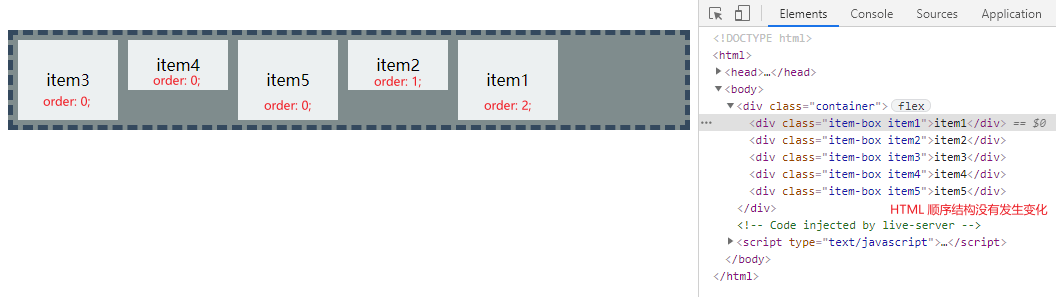 item3
order: 0;
item4
order: 0;
item5
order: 0;
item2
order: 1;
item1
order: 2;
Elements Console Sources Application
<!DOCTYPE html>
<html>
<head>…</head>
<body>
<div class="container"> flex
<div class="item-box item1">item1</div> == $0
<div class="item-box item2">item2</div>
<div class="item-box item3">item3</div>
<div class="item-box item4">item4</div>
<div class="item-box item5">item5</div>
</div> HTML 顺序结构没有发生变化
<!-- Code injected by live-server -->
<script type="text/javascript">…</script>
</body>
</html>